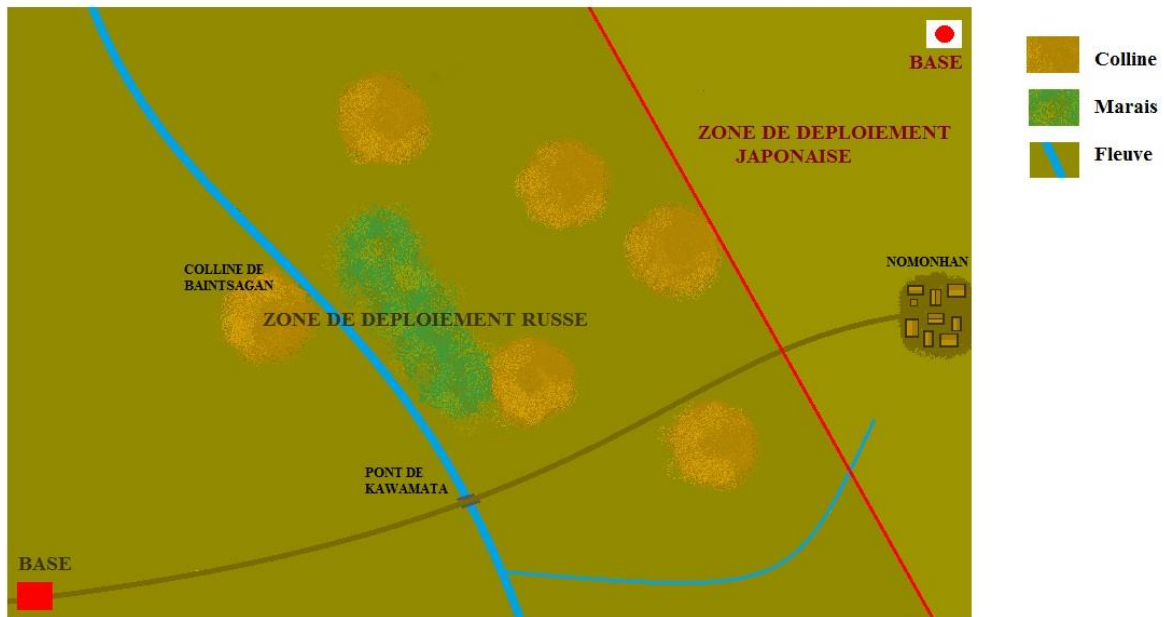 BASE
ZONE DE DEPLOIEMENT
JAPONAISE
NOMONHAN
COLLINE DE
BAINTSAGAN
ZONE DE DEPLOIEMENT RUSSE
PONT DE
KAWAMATA
BASE
Colline
Marais
Fleuve